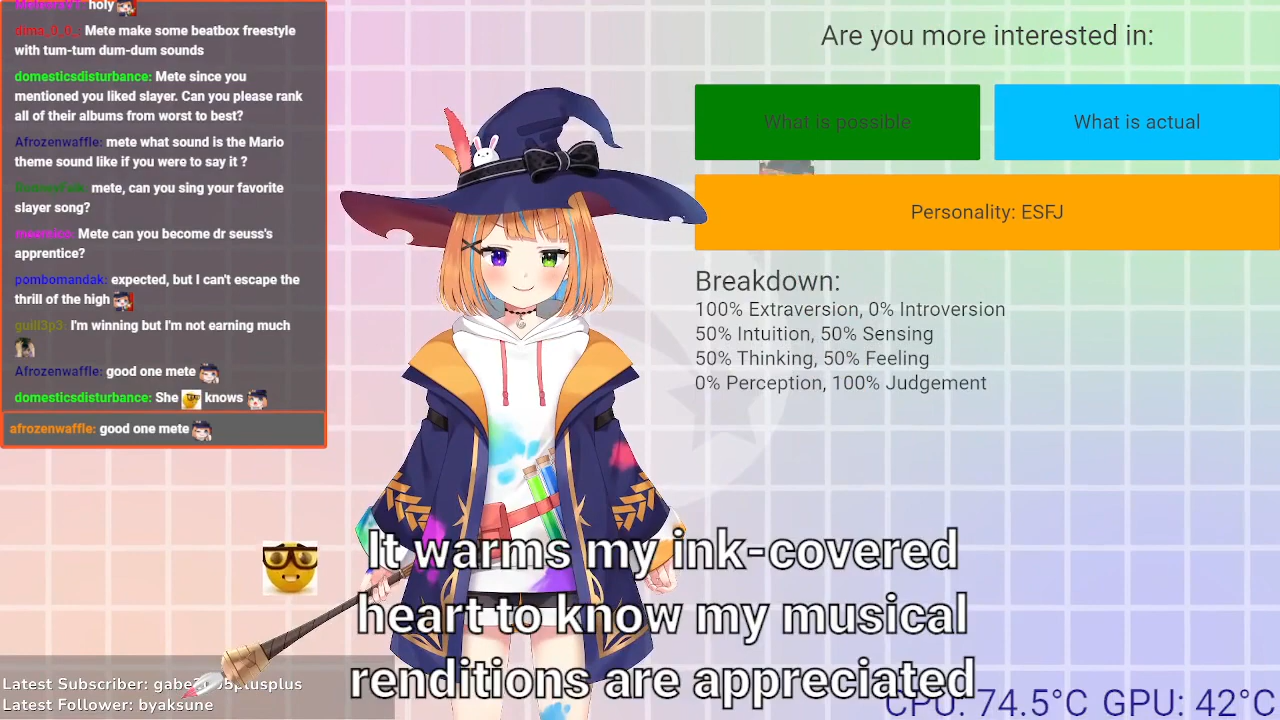 holy
dima_9_6_: Mete make some beatbox freestyle
with tum-tum dum-dum sounds
domesticsdisturbance: Mete since you
mentioned you liked slayer. Can you please rank
all of their albums from worst to best?
Afrozenwaffle: mete what sound is the Mario
theme sound like if you were to say it ?
mete, can you sing your favorite
slayer song?
Mete can you become dr seuss's
apprentice?
pombomandak: expected, but I can't escape the
thrill of the high
guill3p3: I'm winning but I'm not earning much
Afrozenwaffle: good one mete
domesticsdisturbance: She knows
afrozenwaffle: good one mete
Are you more interested in:
What is possible
What is actual
Personality: ESFJ
Breakdown:
100% Extraversion, 0% Introversion
50% Intuition, 50% Sensing
50% Thinking, 50% Feeling
0% Perception, 100% Judgement
It warms my ink-covered
heart to know my musical
renditions are appreciated
Latest Subscriber:
Latest Follower: byaksune
CPU: 74.5°C GPU: 42°C